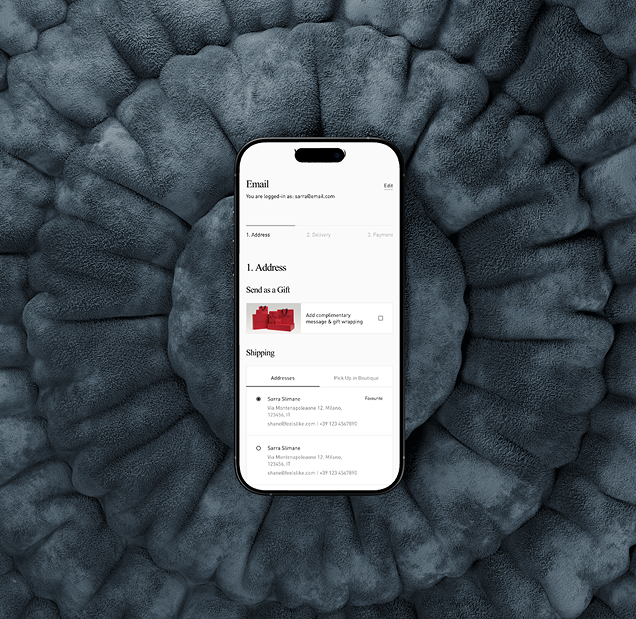 Email
Edit
You are logged-in as: sarra@email.com
1. Address
2. Delivery
3. Payment
1. Address
Send as a Gift
Add complimentary
message & gift wrapping
Shipping
Addresses
Pick Up in Boutique
Sarra Slimane
Favourite
Via Montenapoleaone 12, Milano,
123456, IT
shane@feelslike.com / +39 123 4567890
Sarra Slimane
Via Montenapoleaone 12, Milano,
123456, IT
shane@feelslike.com / +39 123 4567890